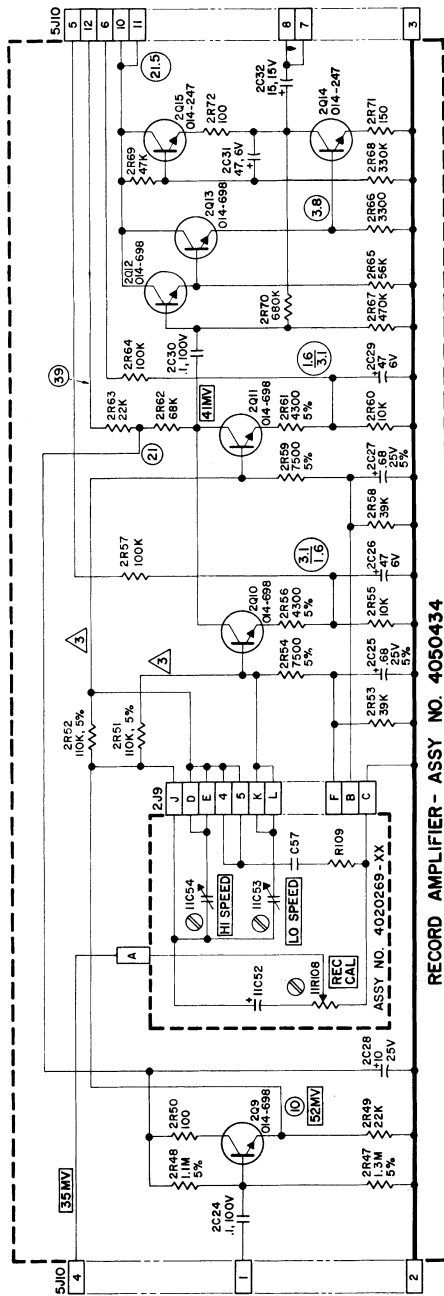 5J10
5
12
6
10
11
8
7
3
21.5
2Q15
014-247
2R72
100
2C32
15, 15V
+
2R69
47K
2C31
47, 6V
+
2Q14
014-247
2R71
150
2R68
330K
3.8
2R66
3300
2Q13
014-698
2Q12
014-698
2R65
56K
2R70
680K
2R67
470K
2C30
.1, 100V
39
2R64
100K
2R63
22K
2R62
68K
21
41MV
1.6
3.1
2C29
47
6V
+
2Q11
014-698
2R61
4300
5%
2R60
10K
2R59
7500
5%
2C27
.68
25V
5%
+
2R58
39K
2R57
100K
3.1
1.6
2C26
47
6V
+
2Q10
014-698
2R56
4300
5%
2R55
10K
2R54
7500
5%
2C25
.68
25V
5%
+
2R53
39K
3
3
2R52
110K, 5%
2R51
110K, 5%
2J9
J
D
E
4
5
K
L
F
B
C
A
11C54
HI SPEED
11C53
LO SPEED
C57
R109
11C52
+
11R108
REC
CAL
ASSY NO. 4020269-XX
35MV
2C28
10
25V
+
2R50
100
2R48
1.1M
5%
2Q9
014-698
10
52MV
2R49
22K
2R47
1.3M
5%
2C24
.1, 100V
5J10
4
1
2
RECORD AMPLIFIER- ASSY NO. 4050434